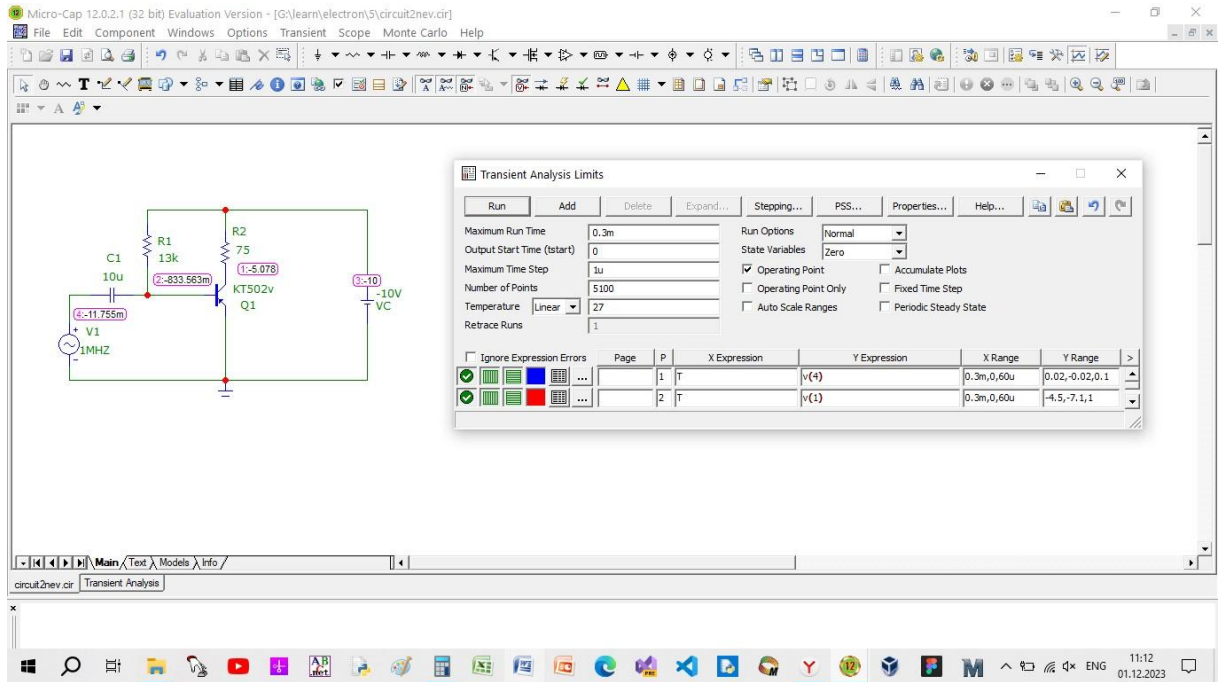 Micro-Cap 12.0.2.1 (32 bit) Evaluation Version - [G:\learn\electron\5\circuit2nev.cir]
File Edit Component Windows Options Transient Scope Monte Carlo Help
Transient Analysis Limits
Run Add Delete Expand... Stepping... PSS... Properties... Help...
Maximum Run Time 0.3m Run Options Normal
Output Start Time (tstart) 0 State Variables Zero
Maximum Time Step 1u Operating Point Accumulate Plots
Number of Points 5100 Operating Point Only Fixed Time Step
Temperature Linear 27 Auto Scale Ranges Periodic Steady State
Retrace Runs 1
Ignore Expression Errors Page P X Expression Y Expression X Range Y Range >
1 T v(4) 0.3m,0,60u 0.02,-0.02,0.1
2 T v(1) 0.3m,0,60u -4.5,-7.1,1
R1
13k
R2
75
C1
10u
2:-833.563m
1:-5.078
KT502v
Q1
3:-10
-10V
VC
4:-11.755m
V1
1MHZ
Main Text Models Info
circuit2nev.cir Transient Analysis
ENG 11:12
01.12.2023